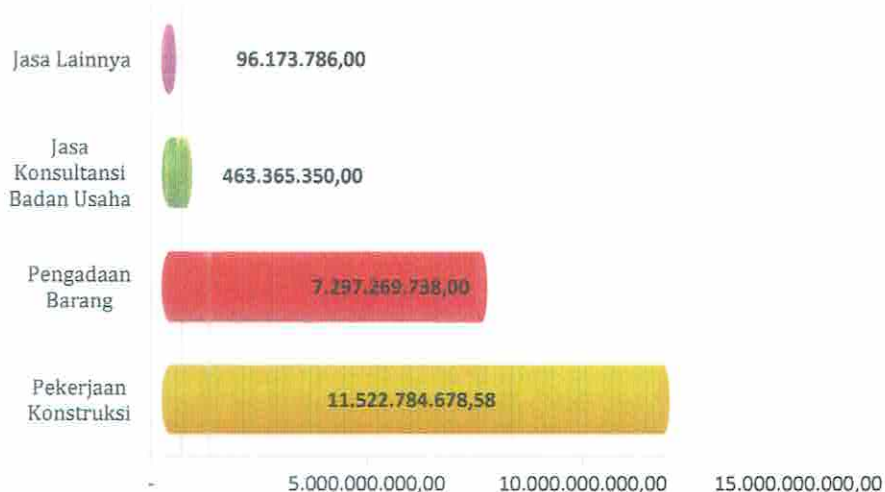 Jasa Lainnya
96.173.786,00
Jasa
Konsultansi
Badan Usaha
463.365.350,00
Pengadaan
Barang
7.297.269.738,00
Pekerjaan
Konstruksi
11.522.784.678,58
- 5.000.000.000,00 10.000.000.000,00 15.000.000.000,00